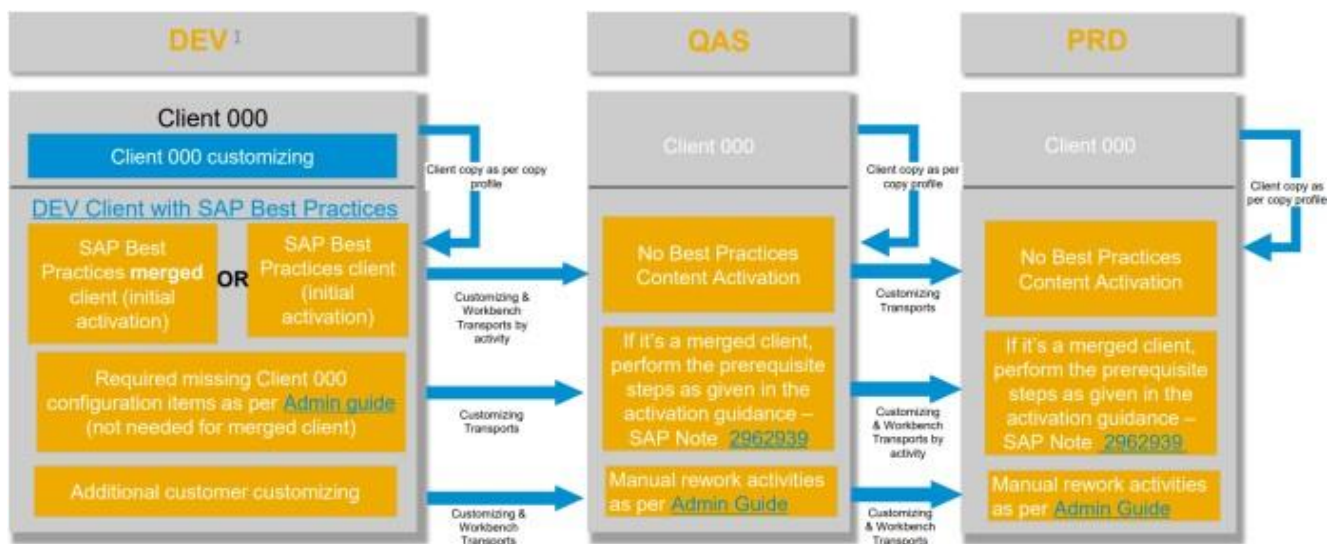 DEV
QAS
PRD
Client 000
Client 000 customizing
Client copy as per copy
profile
DEV Client with SAP Best Practices
SAP Best
Practices merged
client (initial
activation)
OR
SAP Best
Practices client
(initial
activation)
Customizing &
Workbench
Transports by
activity
Required missing Client 000
configuration items as per Admin guide
(not needed for merged client)
Customizing
Transports
Additional customer customizing
Customizing &
Workbench
Transports
Client 000
Client copy as per
copy profile
No Best Practices
Content Activation
Customizing
Transports
If it's a merged client,
perform the prerequisite
steps as given in the
activation guidance –
SAP Note 2962939
Customizing
& Workbench
Transports by
activity
Manual rework activities
as per Admin Guide
Customizing
& Workbench
Transports
Client 000
Client copy as
per copy profile
No Best Practices
Content Activation
If it's a merged client,
perform the prerequisite
steps as given in the
activation guidance –
SAP Note 2962939
Manual rework activities
as per Admin Guide